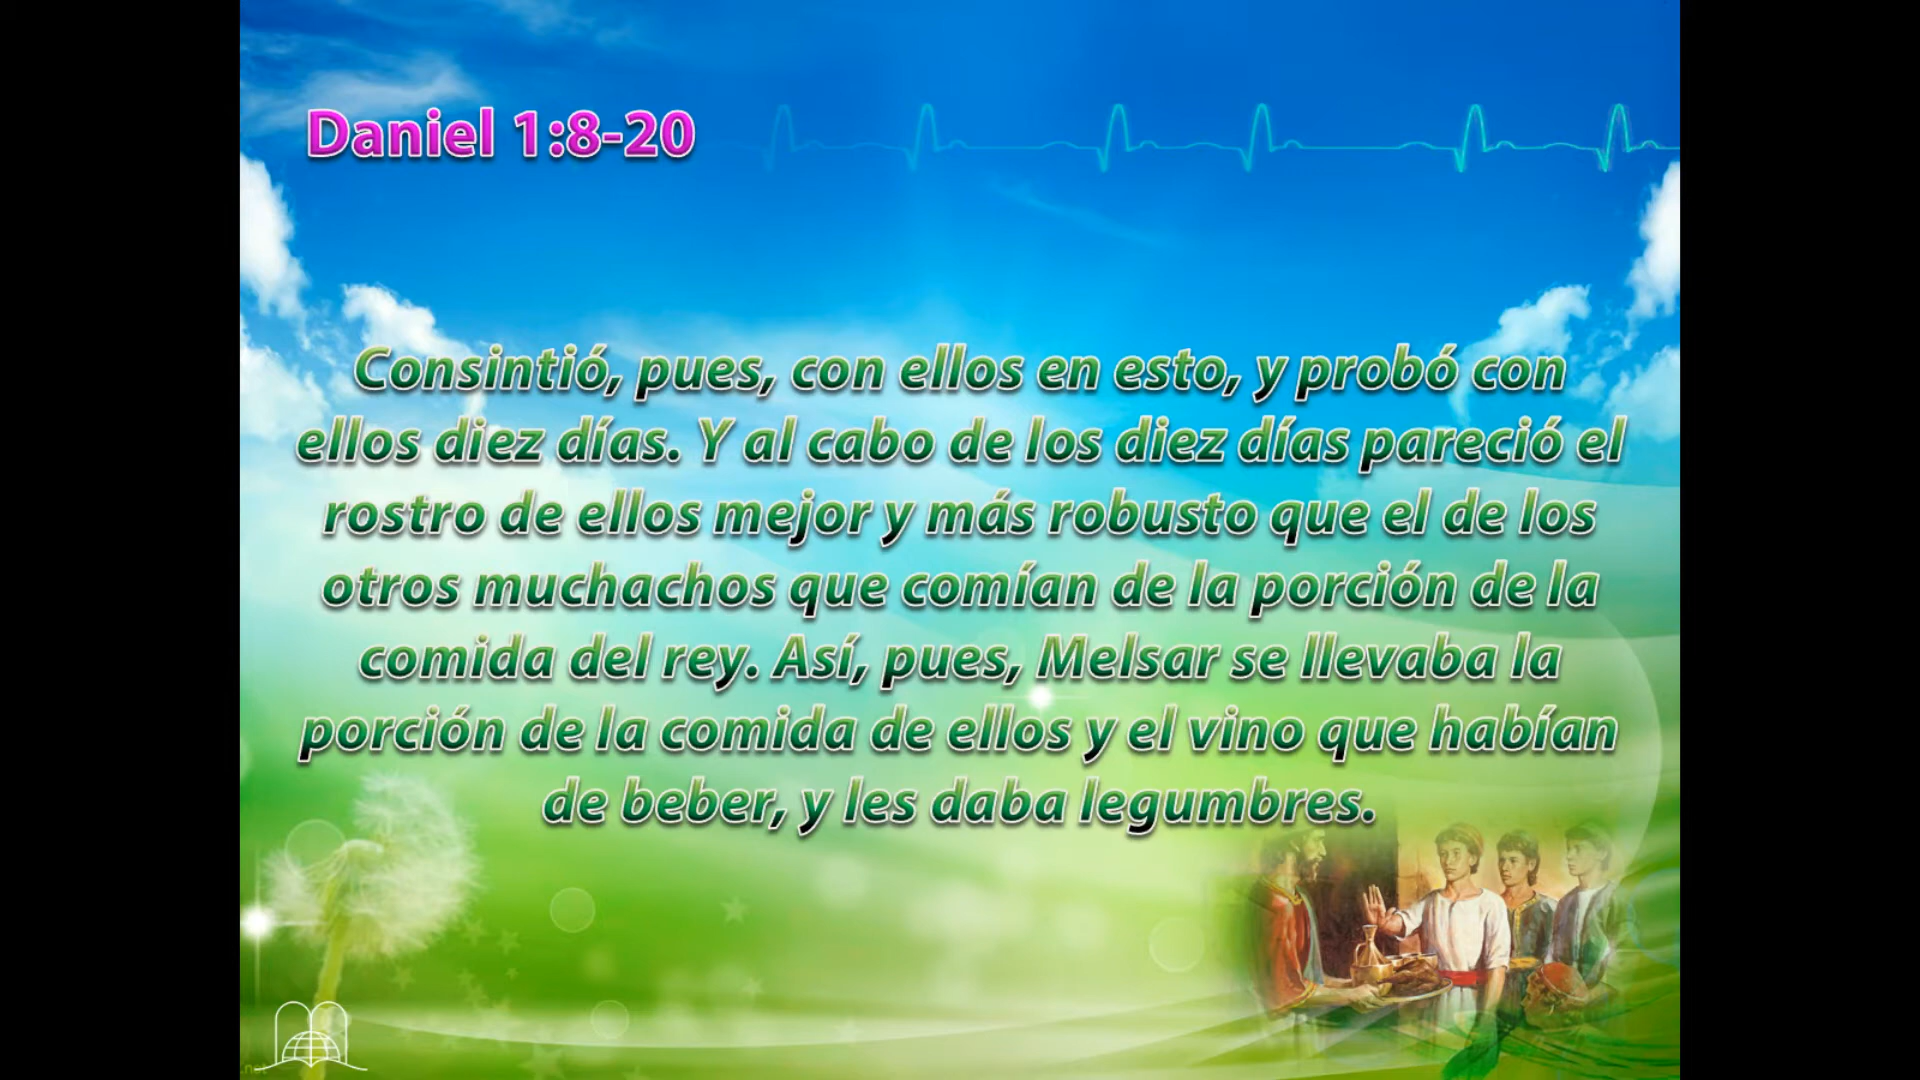 Daniel 1:8-20
Consintió, pues, con ellos en esto, y probó con
ellos diez días. Y al cabo de los diez días pareció el
rostro de ellos mejor y más robusto que el de los
otros muchachos que comían de la porción de la
comida del rey. Así, pues, Melsar se llevaba la
porción de la comida de ellos y el vino que habían
de beber, y les daba legumbres.